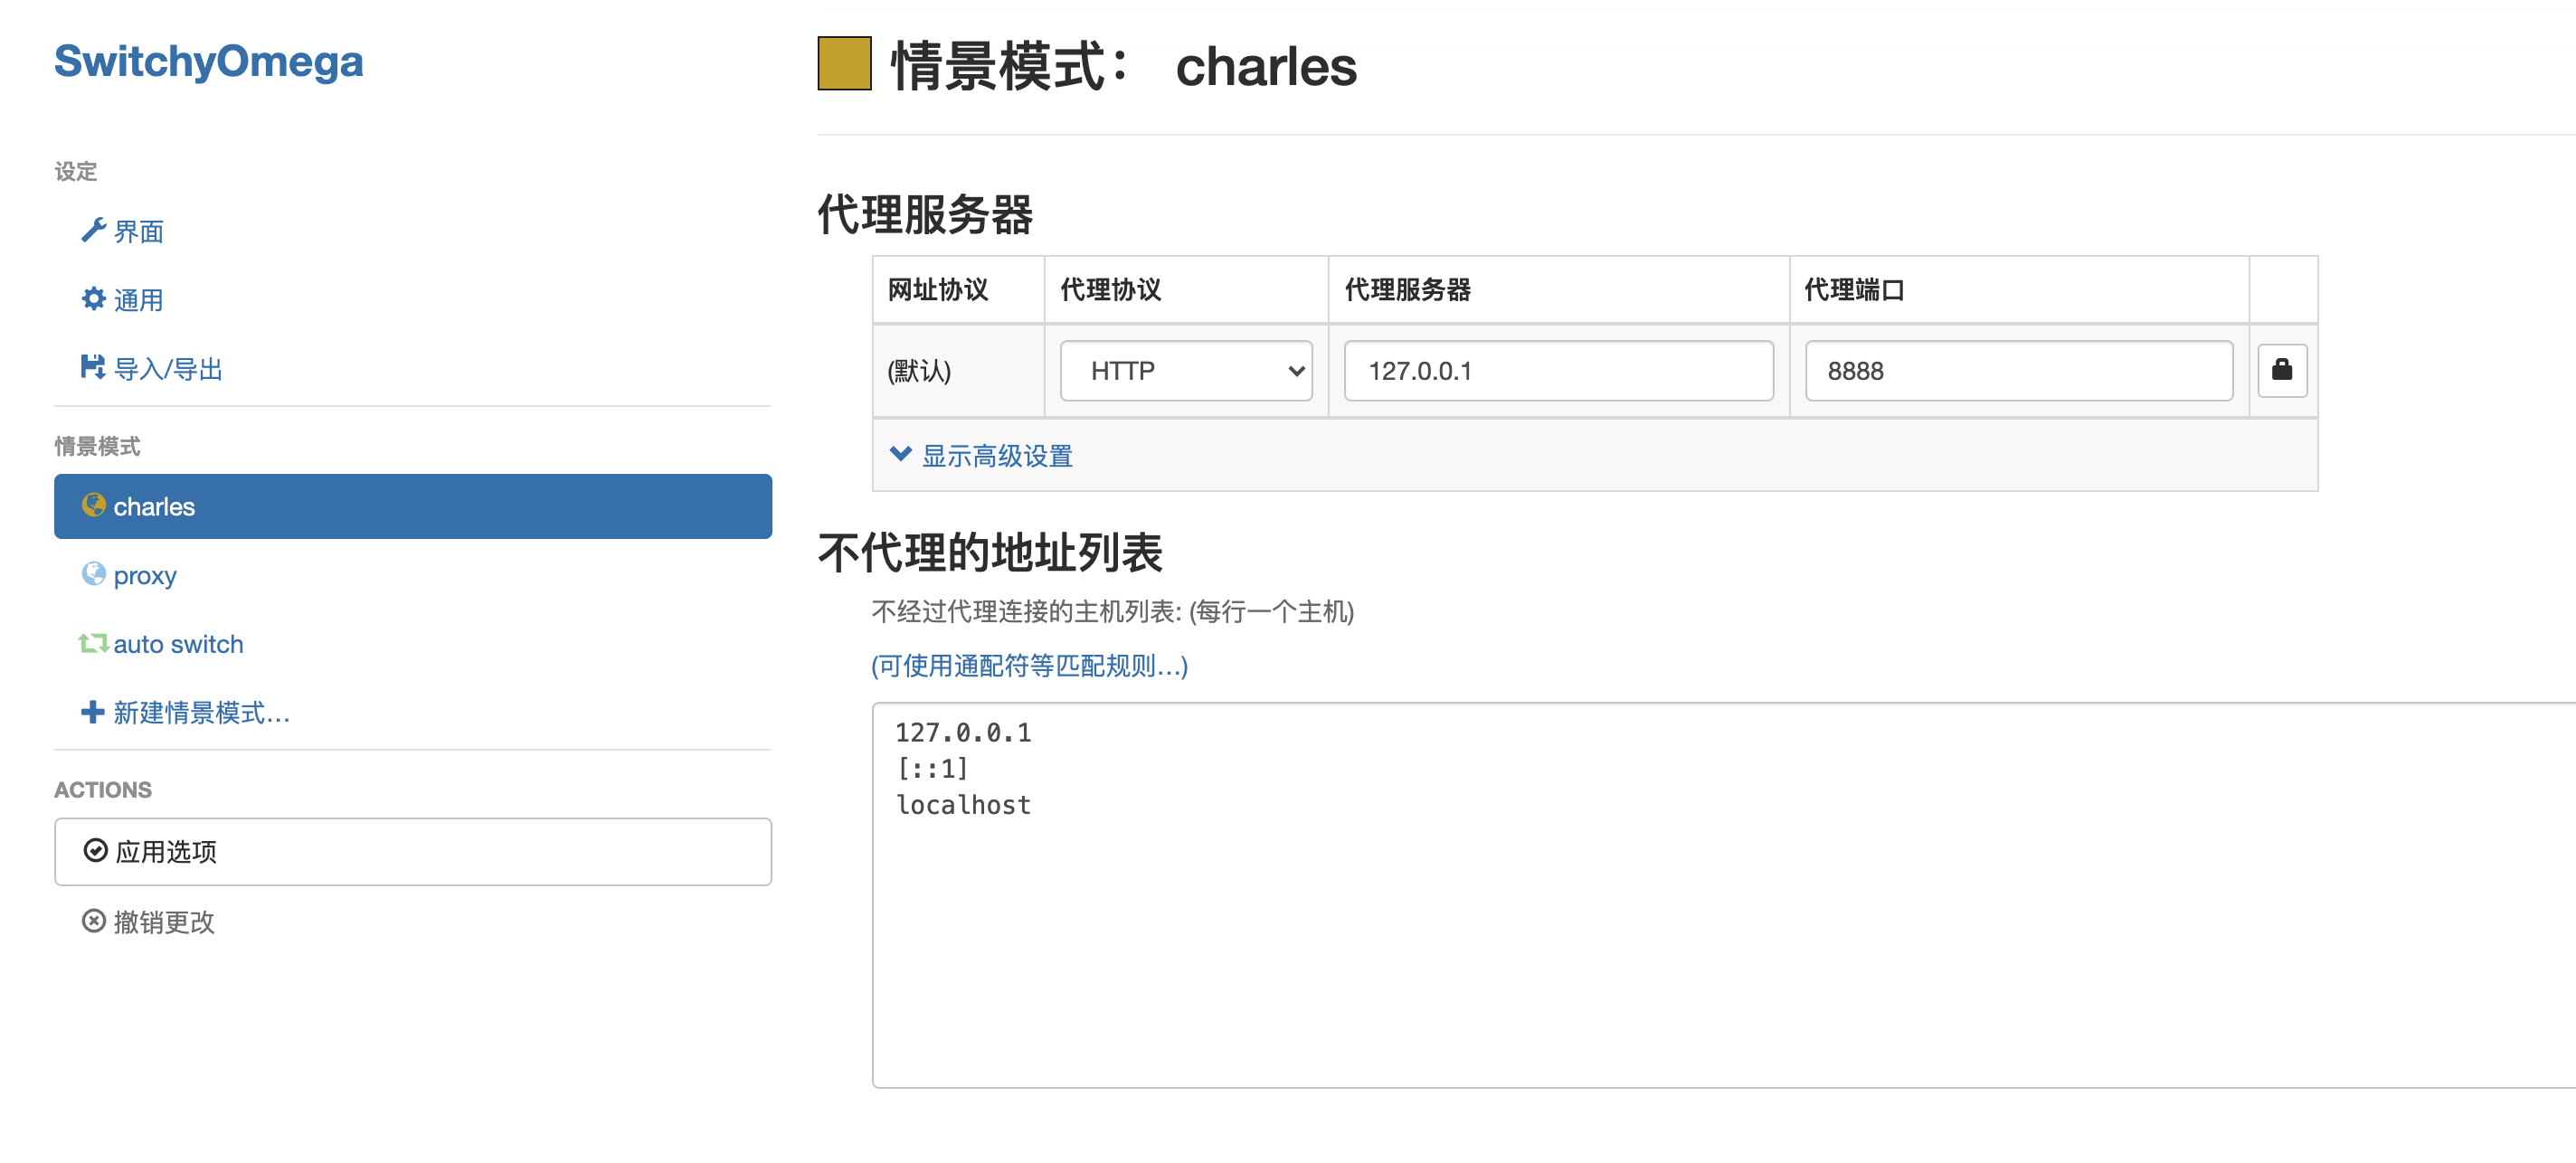 SwitchyOmega
设定
界面
通用
导入/导出
情景模式
charles
proxy
auto switch
新建情景模式...
ACTIONS
应用选项
撤销更改
情景模式： charles
代理服务器
网址协议 代理协议 代理服务器 代理端口
(默认) HTTP 127.0.0.1 8888
显示高级设置
不代理的地址列表
不经过代理连接的主机列表: (每行一个主机)
(可使用通配符等匹配规则...)
127.0.0.1
[::1]
localhost